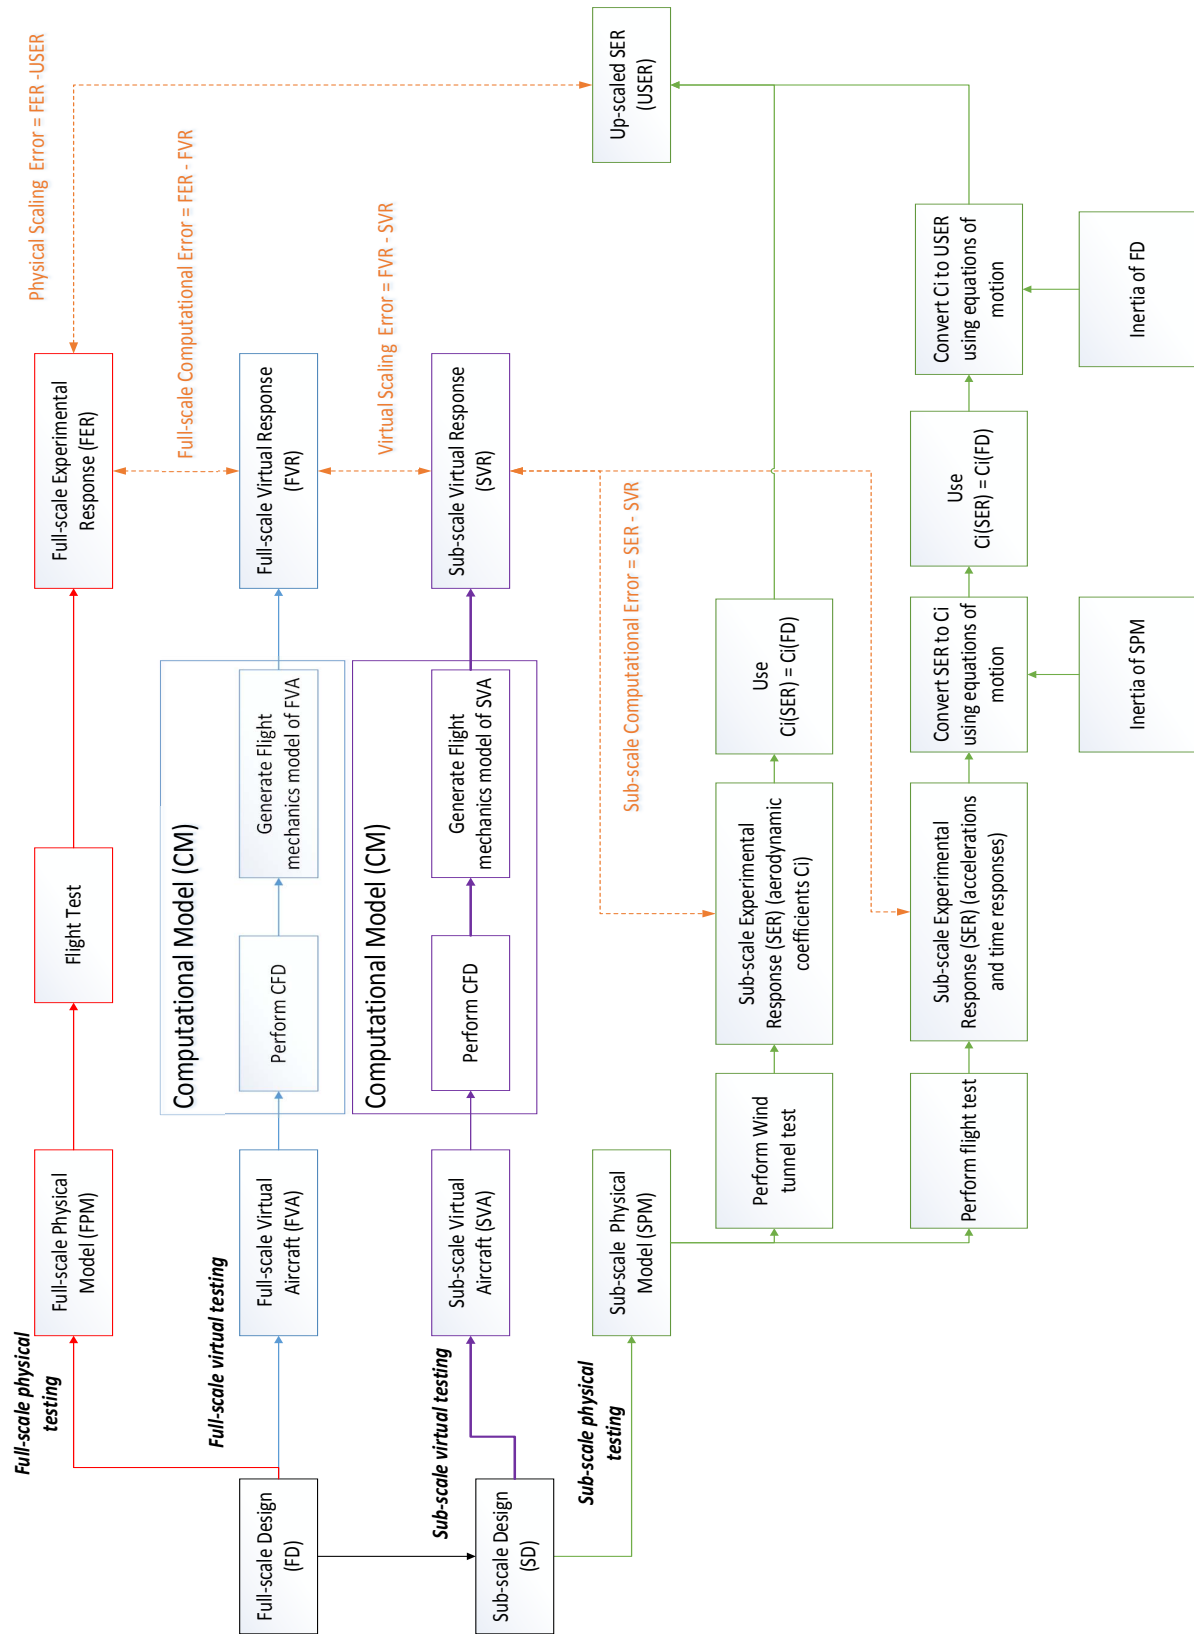 Full-scale physical
testing
Full-scale Physical
Model (FPM)
Flight Test
Full-scale Experimental
Response (FER)
Physical Scaling  Error = FER -USER
Full-scale Design
(FD)
Full-scale virtual testing
Full-scale Virtual
Aircraft (FVA)
Computational Model (CM)
Perform CFD
Generate Flight
mechanics model of FVA
Full-scale Virtual Response
(FVR)
Full-scale Computational Error = FER - FVR
Sub-scale Design
(SD)
Sub-scale virtual testing
Sub-scale Virtual
Aircraft (SVA)
Computational Model (CM)
Perform CFD
Generate Flight
mechanics model of SVA
Sub-scale Virtual Response
(SVR)
Virtual Scaling  Error = FVR - SVR
Sub-scale physical
testing
Sub-scale Physical
Model (SPM)
Sub-scale Computational Error = SER - SVR
Up-scaled SER
(USER)
Perform Wind
tunnel test
Sub-scale Experimental
Response (SER) (aerodynamic
coefficients Ci)
Use
Ci(SER) = Ci(FD)
Perform flight test
Sub-scale Experimental
Response (SER) (accelerations
and time responses)
Convert SER to Ci
using equations of
motion
Use
Ci(SER) = Ci(FD)
Convert Ci to USER
using equations of
motion
Inertia of SPM
Inertia of FD